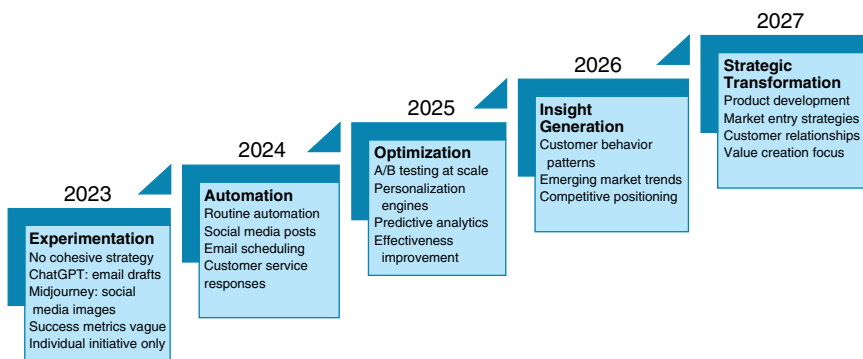 2023
Experimentation
No cohesive strategy
ChatGPT: email drafts
Midjourney: social
media images
Success metrics vague
Individual initiative only
2024
Automation
Routine automation
Social media posts
Email scheduling
Customer service
responses
2025
Optimization
A/B testing at scale
Personalization
engines
Predictive analytics
Effectiveness
improvement
2026
Insight
Generation
Customer behavior
patterns
Emerging market trends
Competitive positioning
2027
Strategic
Transformation
Product development
Market entry strategies
Customer relationships
Value creation focus